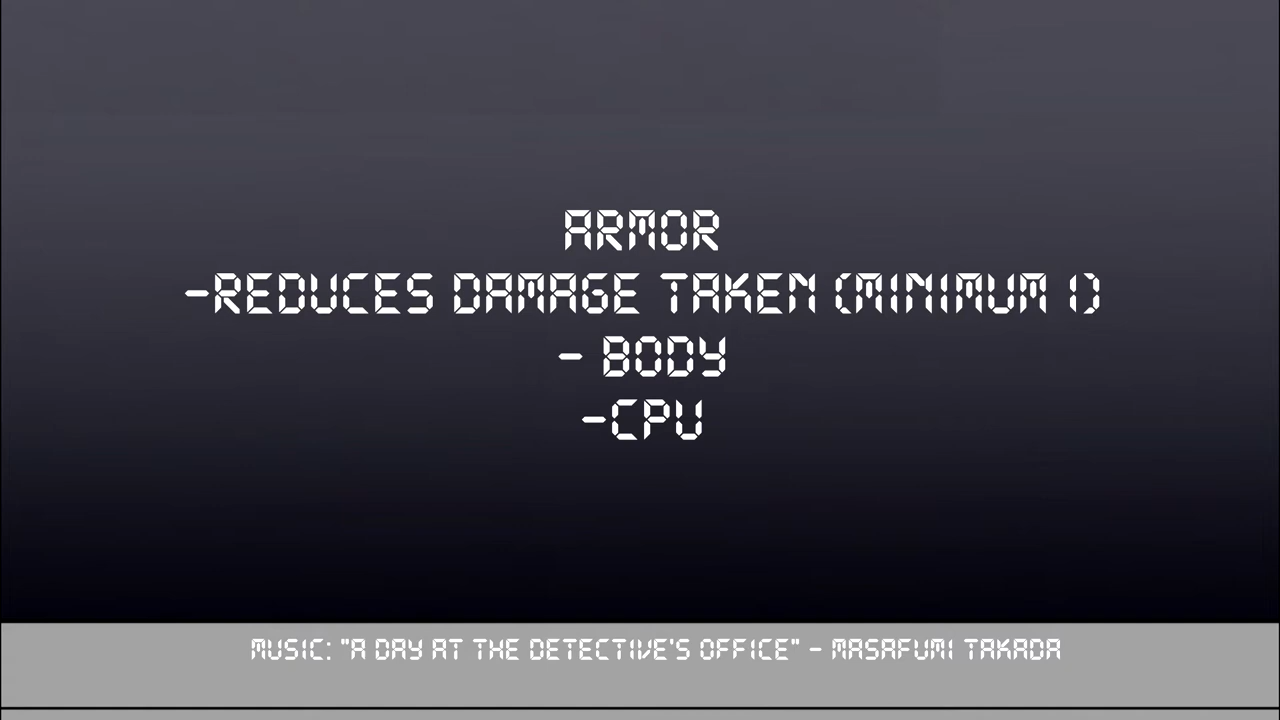 ARMOR
-REDUCES DAMAGE TAKEN (MINIMUM 1)
- BODY
-CPU
MUSIC: "A DAY AT THE DETECTIVE'S OFFICE" - MASAFUMI TAKADA